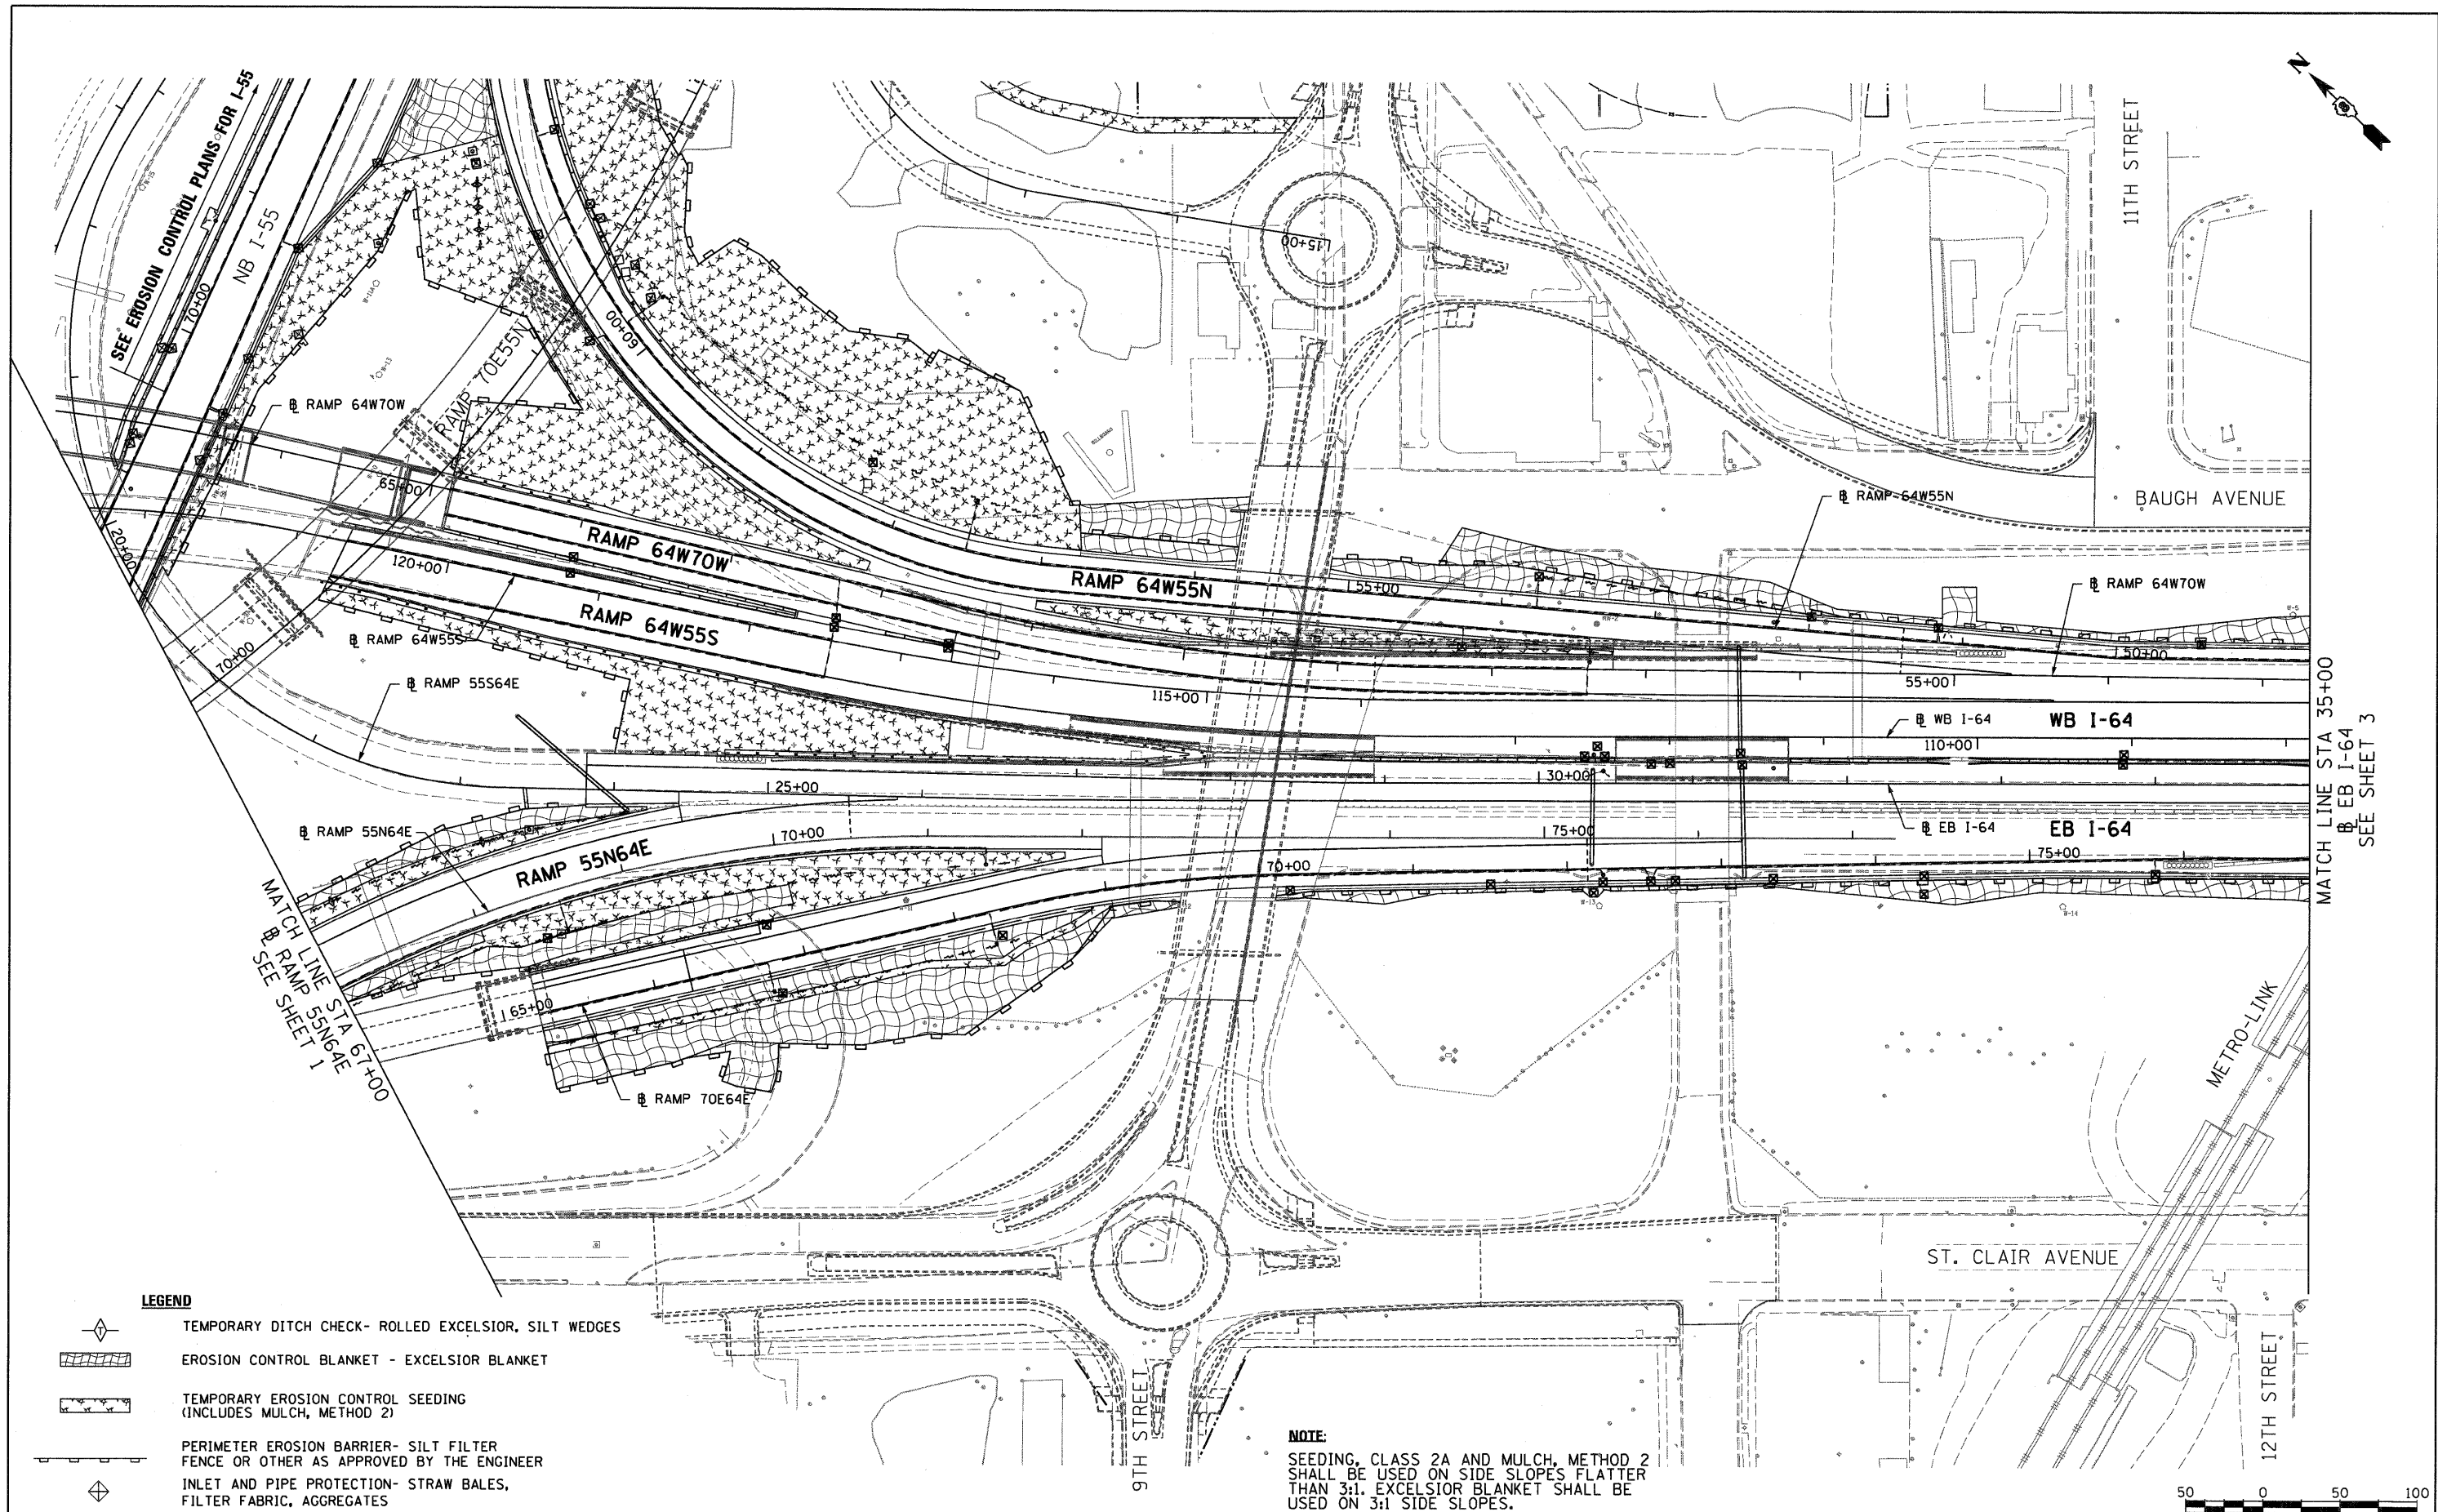 N
SEE EROSION CONTROL PLANS FOR I-55
70+00
NB I-55
11TH STREET
15+00
60+00
RAMP 70E55N
℄ RAMP 64W70W
65+00
℄ RAMP 64W55N
BAUGH AVENUE
20+00
RAMP 64W70W
120+00
RAMP 64W55N
55+00
℄ RAMP 64W70W
RAMP 64W55S
℄ RAMP 64W55S
70+00
50+00
℄ RAMP 55S64E
115+00
55+00
℄ WB I-64
WB I-64
110+00
30+00
25+00
MATCH LINE STA 35+00
℄ EB I-64
SEE SHEET 3
℄ RAMP 55N64E
70+00
75+00
℄ EB I-64
EB I-64
RAMP 55N64E
70+00
75+00
W-11
W-13
W-14
65+00
MATCH LINE STA 67+00
℄ RAMP 55N64E
SEE SHEET 1
℄ RAMP 70E64E
METRO-LINK
ST. CLAIR AVENUE
12TH STREET
9TH STREET
LEGEND
TEMPORARY DITCH CHECK- ROLLED EXCELSIOR, SILT WEDGES
EROSION CONTROL BLANKET - EXCELSIOR BLANKET
TEMPORARY EROSION CONTROL SEEDING
(INCLUDES MULCH, METHOD 2)
PERIMETER EROSION BARRIER- SILT FILTER
FENCE OR OTHER AS APPROVED BY THE ENGINEER
INLET AND PIPE PROTECTION- STRAW BALES,
FILTER FABRIC, AGGREGATES
NOTE:
SEEDING, CLASS 2A AND MULCH, METHOD 2
SHALL BE USED ON SIDE SLOPES FLATTER
THAN 3:1. EXCELSIOR BLANKET SHALL BE
USED ON 3:1 SIDE SLOPES.
50 0 50 100